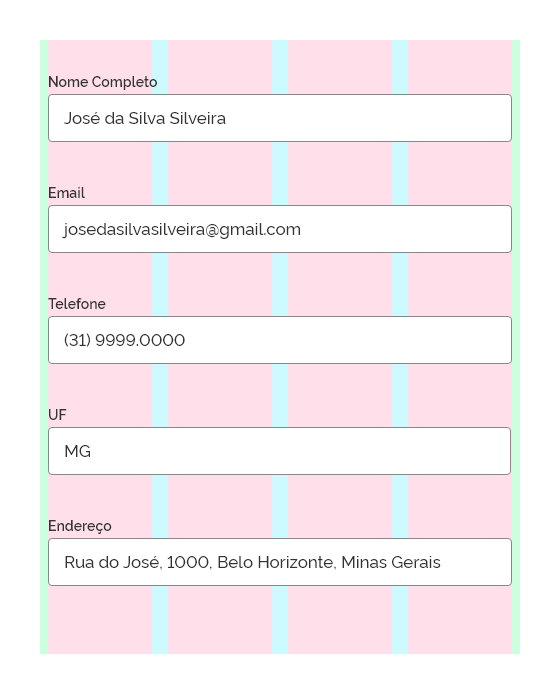 Nome Completo
José da Silva Silveira
Email
josedasilvasilveira@gmail.com
Telefone
(31) 9999.0000
UF
MG
Endereço
Rua do José, 1000, Belo Horizonte, Minas Gerais